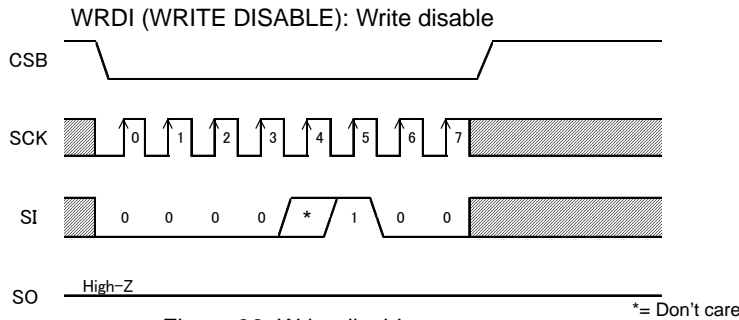 WRDI (WRITE DISABLE): Write disable
CSB
SCK 0 1 2 3 4 5 6 7
SI 0 0 0 0 * 1 0 0
High-Z
SO
*= Don't care